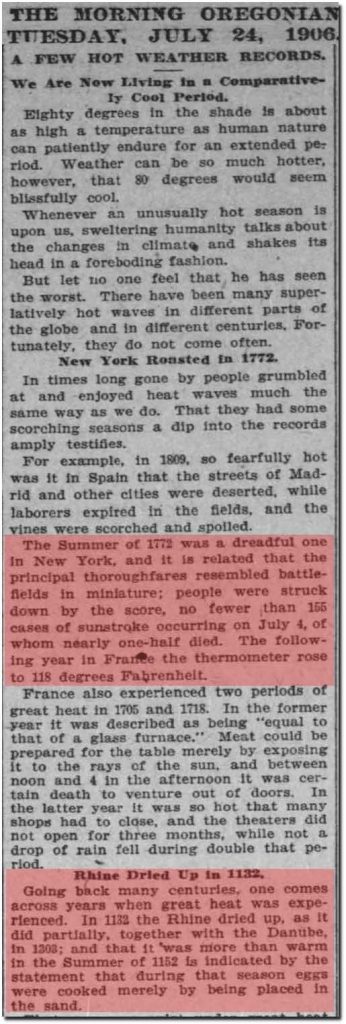 THE MORNING OREGONIAN
TUESDAY, JULY 24, 1906.
A FEW HOT WEATHER RECORDS.
We Are Now Living in a Comparative-
ly Cool Period.
Eighty degrees in the shade is about
as high a temperature as human nature
can patiently endure for an extended pe-
riod. Weather can be so much hotter,
however, that 80 degrees would seem
blissfully cool.
Whenever an unusually hot season is
upon us, sweltering humanity talks about
the changes in climate and shakes its
head in a foreboding fashion.
But let no one feel that he has seen
the worst. There have been many super-
latively hot waves in different parts of
the globe and in different centuries. For-
tunately, they do not come often.
New York Roasted in 1772.
In times long gone by people grumbled
at and enjoyed heat waves much the
same way as we do. That they had some
scorching seasons a dip into the records
amply testifies.
For example, in 1809, so fearfully hot
was it in Spain that the streets of Mad-
rid and other cities were deserted, while
laborers expired in the fields, and the
vines were scorched and spoiled.
The Summer of 1772 was a dreadful one
in New York, and it is related that the
principal thoroughfares resembled battle-
fields in miniature; people were struck
down by the score, no fewer than 155
cases of sunstroke occurring on July 4, of
whom nearly one-half died. The follow-
ing year in France the thermometer rose
to 118 degrees Fahrenheit.
France also experienced two periods of
great heat in 1705 and 1718. In the former
year it was described as being "equal to
that of a glass furnace." Meat could be
prepared for the table merely by exposing
it to the rays of the sun, and between
noon and 4 in the afternoon it was cer-
tain death to venture out of doors. In
the latter year it was so hot that many
shops had to close, and the theaters did
not open for three months, while not a
drop of rain fell during double that pe-
riod.
Rhine Dried Up in 1132.
Going back many centuries, one comes
across years when great heat was expe-
rienced. In 1132 the Rhine dried up, as it
did partially, together with the Danube,
in 1303; and that it was more than warm
in the Summer of 1152 is indicated by the
statement that during that season eggs
were cooked merely by being placed in
the sand.